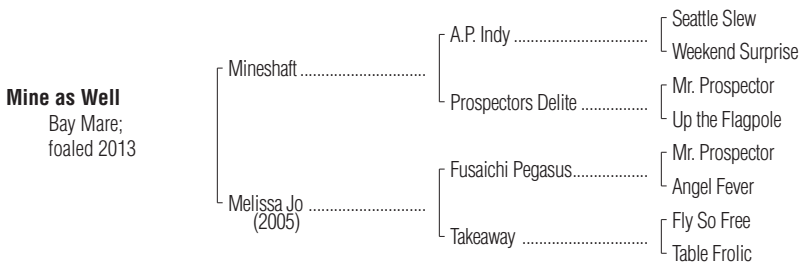 Mine as Well
Bay Mare;
foaled 2013
Mineshaft
Melissa Jo
(2005)
A.P. Indy
Prospectors Delite
Fusaichi Pegasus
Takeaway
Seattle Slew
Weekend Surprise
Mr. Prospector
Up the Flagpole
Mr. Prospector
Angel Fever
Fly So Free
Table Frolic